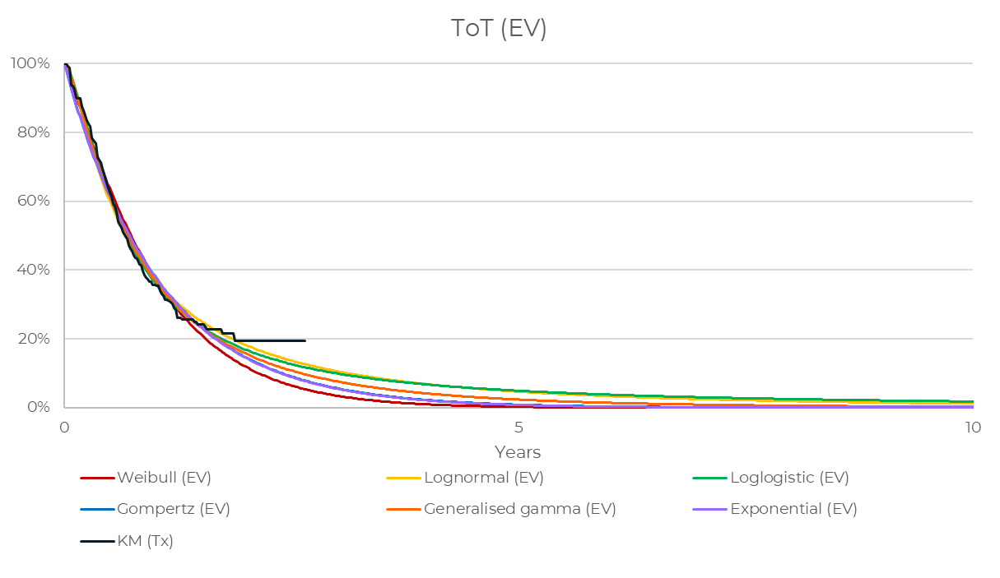 ToT (EV)
100%
80%
60%
40%
20%
0%
0 5 10
Years
Weibull (EV) Lognormal (EV) Loglogistic (EV)
Gompertz (EV) Generalised gamma (EV) Exponential (EV)
KM (Tx)